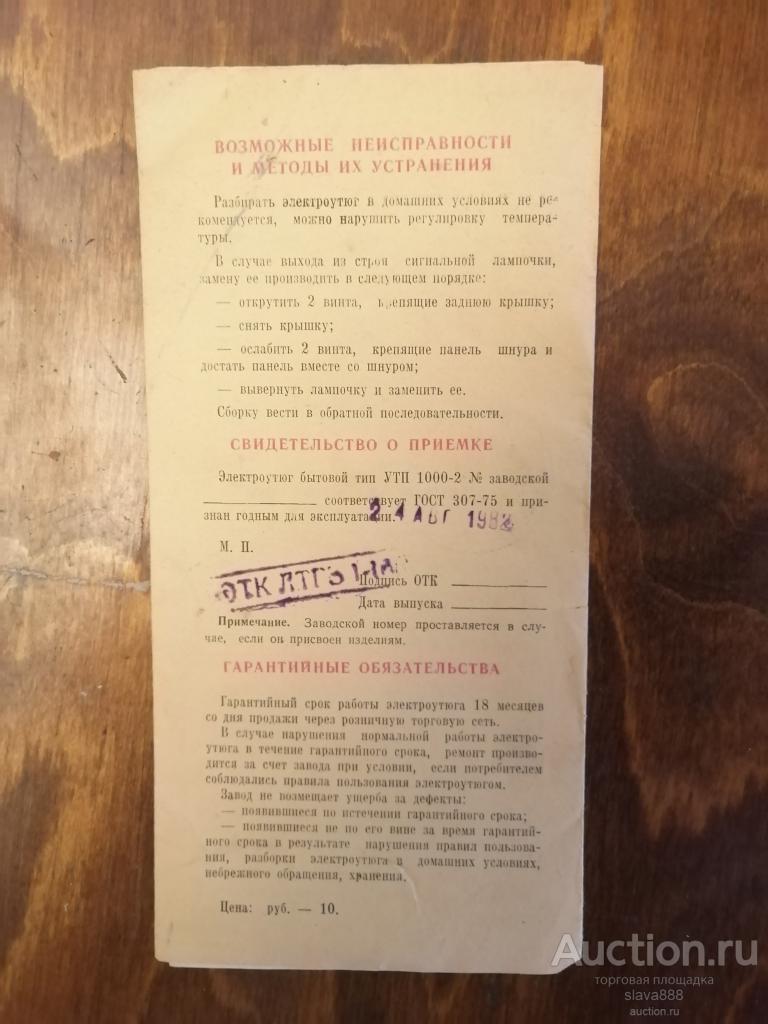 ВОЗМОЖНЫЕ НЕИСПРАВНОСТИ
И МЕТОДЫ ИХ УСТРАНЕНИЯ
Разбирать электроутюг в домашних условиях не ре-
комендуется, можно нарушить регулировку темпера-
туры.
В случае выхода из строя сигнальной лампочки,
замену ее производить в следующем порядке:
— открутить 2 винта, крепящие заднюю крышку;
— снять крышку;
— ослабить 2 винта, крепящие панель шнура и
достать панель вместе со шнуром;
— вывернуть лампочку и заменить ее.
Сборку вести в обратной последовательности.
СВИДЕТЕЛЬСТВО О ПРИЕМКЕ
Электроутюг бытовой тип УТП 1000-2 № заводской
соответствует ГОСТ 307-75 и при-
знан годным для эксплуатации.
АВГ 1982
М. П.
ОТК
Подпись ОТК
Дата выпуска
Примечание. Заводской номер проставляется в слу-
чае, если он присвоен изделиям.
ГАРАНТИЙНЫЕ ОБЯЗАТЕЛЬСТВА
Гарантийный срок работы электроутюга 18 месяцев
со дня продажи через розничную торговую сеть.
В случае нарушения нормальной работы электро-
утюга в течение гарантийного срока, ремонт произво-
дится за счет завода при условии, если потребителем
соблюдались правила пользования электроутюгом.
Завод не возмещает ущерба за дефекты:
— появившиеся по истечении гарантийного срока;
— появившиеся не по его вине за время гарантий-
ного срока в результате нарушения правил пользова-
ния, разборки электроутюга в домашних условиях,
небрежного обращения, хранения.
Цена: руб. — 10.
Auction.ru
торговая площадка
slava888
auction.ru